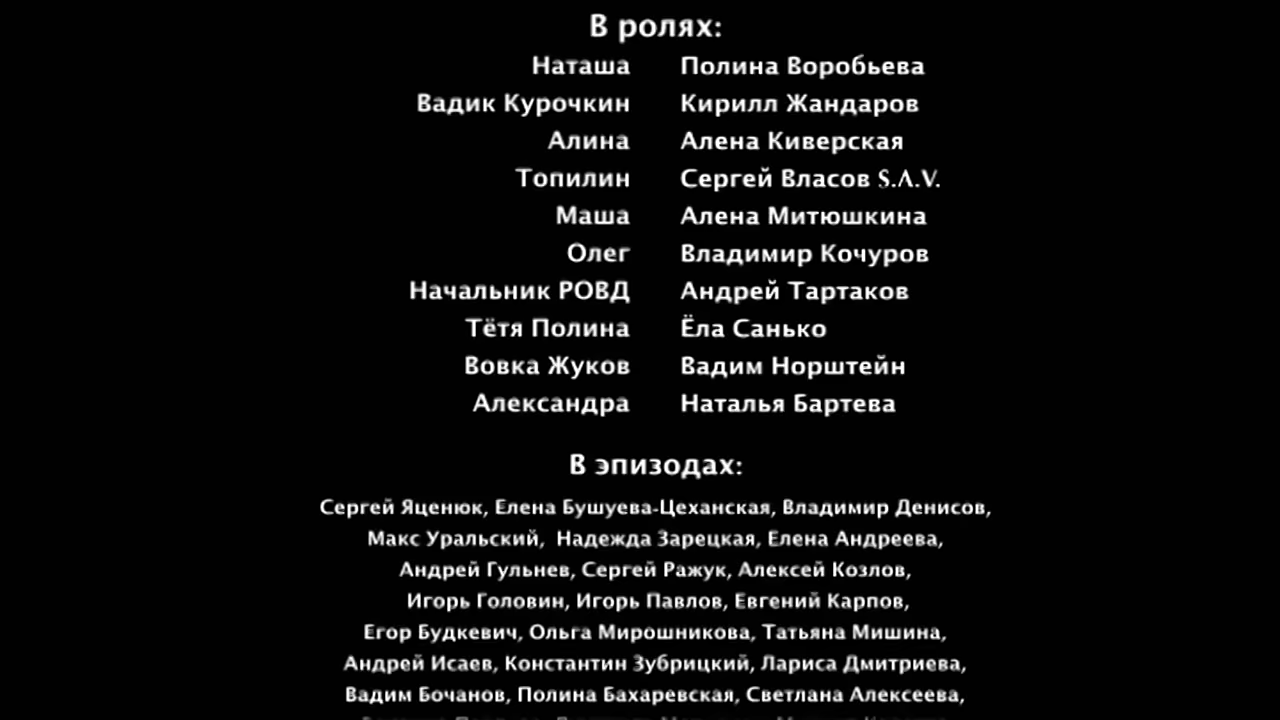 В ролях:
Наташа Полина Воробьева
Вадик Курочкин Кирилл Жандаров
Алина Алена Киверская
Топилин Сергей Власов S.A.V.
Маша Алена Митюшкина
Олег Владимир Кочуров
Начальник РОВД Андрей Тартаков
Тётя Полина Ёла Санько
Вовка Жуков Вадим Норштейн
Александра Наталья Бартева
В эпизодах:
Сергей Яценюк, Елена Бушуева-Цеханская, Владимир Денисов,
Макс Уральский, Надежда Зарецкая, Елена Андреева,
Андрей Гульнев, Сергей Ражук, Алексей Козлов,
Игорь Головин, Игорь Павлов, Евгений Карпов,
Егор Будкевич, Ольга Мирошникова, Татьяна Мишина,
Андрей Исаев, Константин Зубрицкий, Лариса Дмитриева,
Вадим Бочанов, Полина Бахаревская, Светлана Алексеева,